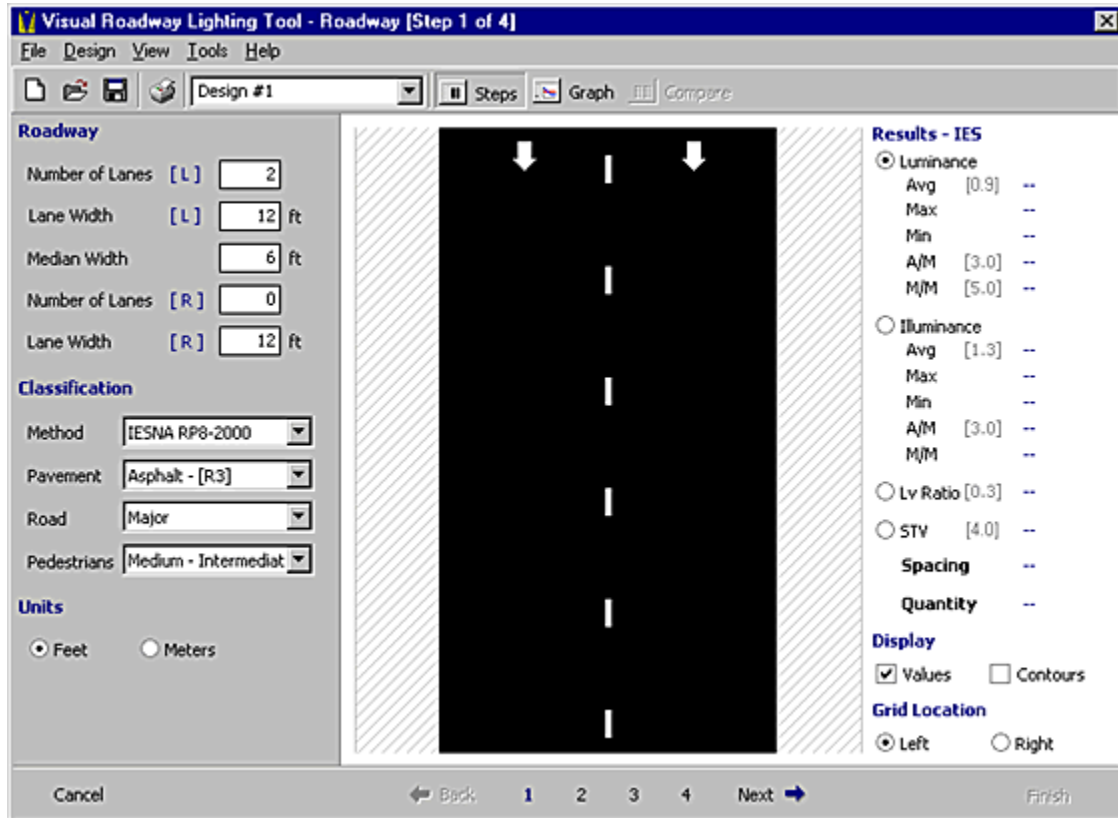 Visual Roadway Lighting Tool - Roadway [Step 1 of 4]
File Design View Tools Help
Design #1 Steps Graph Compare
Roadway
Number of Lanes [L] 2
Lane Width [L] 12 ft
Median Width 6 ft
Number of Lanes [R] 0
Lane Width [R] 12 ft
Classification
Method IESNA RP8-2000
Pavement Asphalt - [R3]
Road Major
Pedestrians Medium - Intermediat
Units
Feet Meters
Results - IES
Luminance
Avg [0.9] --
Max --
Min --
A/M [3.0] --
M/M [5.0] --
Illuminance
Avg [1.3] --
Max --
Min --
A/M [3.0] --
M/M --
Lv Ratio [0.3] --
STV [4.0] --
Spacing --
Quantity --
Display
Values Contours
Grid Location
Left Right
Cancel Back 1 2 3 4 Next Finish